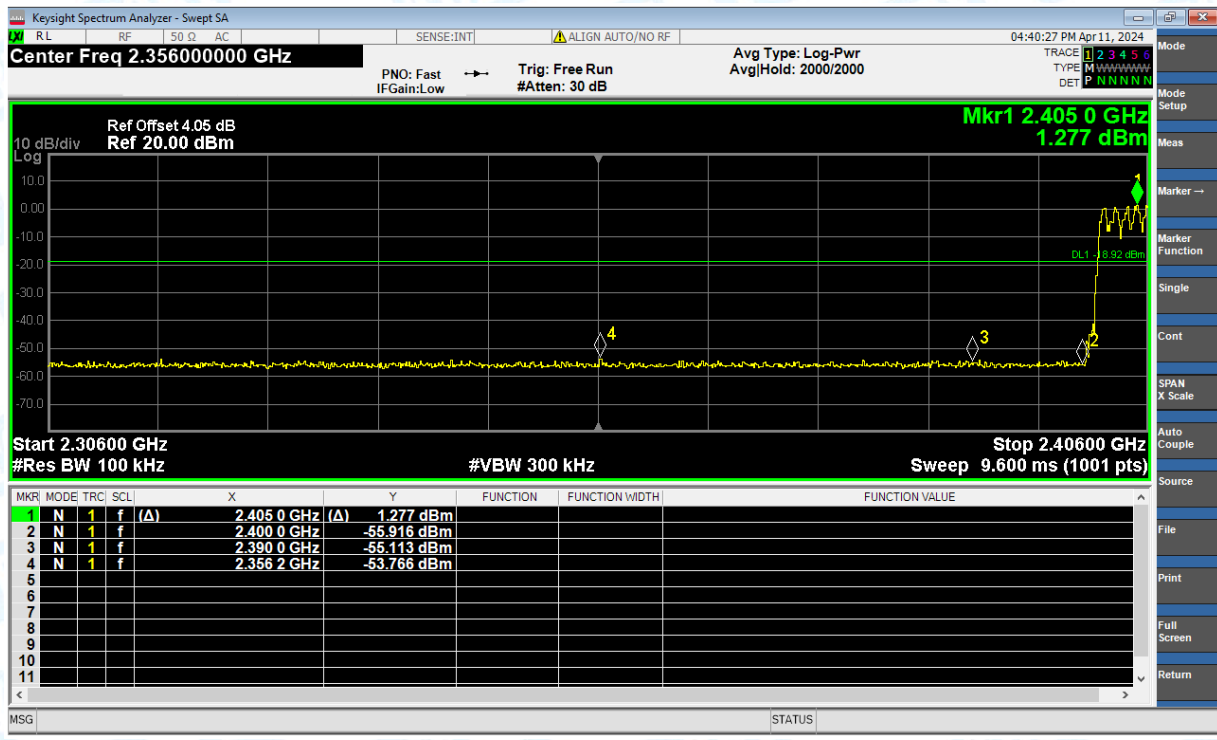 Keysight Spectrum Analyzer - Swept SA
LXI RL RF 50 Ω AC SENSE:INT ALIGN AUTO/NO RF 04:40:27 PM Apr 11, 2024
Center Freq 2.356000000 GHz
PNO: Fast
IFGain:Low
Trig: Free Run
#Atten: 30 dB
Avg Type: Log-Pwr
Avg|Hold: 2000/2000
TRACE 1 2 3 4 5 6
TYPE M WWWWW
DET P N N N N N
Ref Offset 4.05 dB
10 dB/div Ref 20.00 dBm
Log
Mkr1 2.405 0 GHz
1.277 dBm
10.0
0.00
-10.0
-20.0
-30.0
-40.0
-50.0
-60.0
-70.0
1
DL1 -18.92 dBm
4
3
2
Start 2.30600 GHz Stop 2.40600 GHz
#Res BW 100 kHz #VBW 300 kHz Sweep 9.600 ms (1001 pts)
MKR MODE TRC SCL X Y FUNCTION FUNCTION WIDTH FUNCTION VALUE
1 N 1 f (Δ) 2.405 0 GHz (Δ) 1.277 dBm
2 N 1 f 2.400 0 GHz -55.916 dBm
3 N 1 f 2.390 0 GHz -55.113 dBm
4 N 1 f 2.356 2 GHz -53.766 dBm
5
6
7
8
9
10
11
MSG STATUS
Mode
Mode
Setup
Meas
Marker →
Marker
Function
Single
Cont
SPAN
X Scale
Auto
Couple
Source
File
Print
Full
Screen
Return